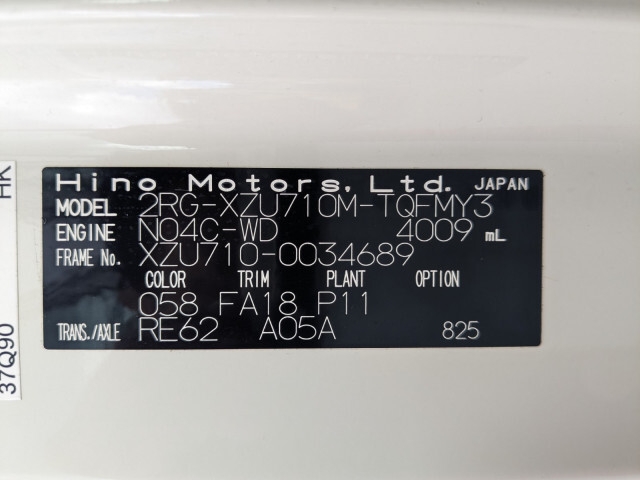 Hino Motors, Ltd. JAPAN
MODEL 2RG-XZU710M-TQFMY3
ENGINE N04C-WD 4009 mL
FRAME No. XZU710-0034689
COLOR TRIM PLANT OPTION
058 FA18 P11
TRANS./AXLE RE62 A05A 825
37Q90 HK